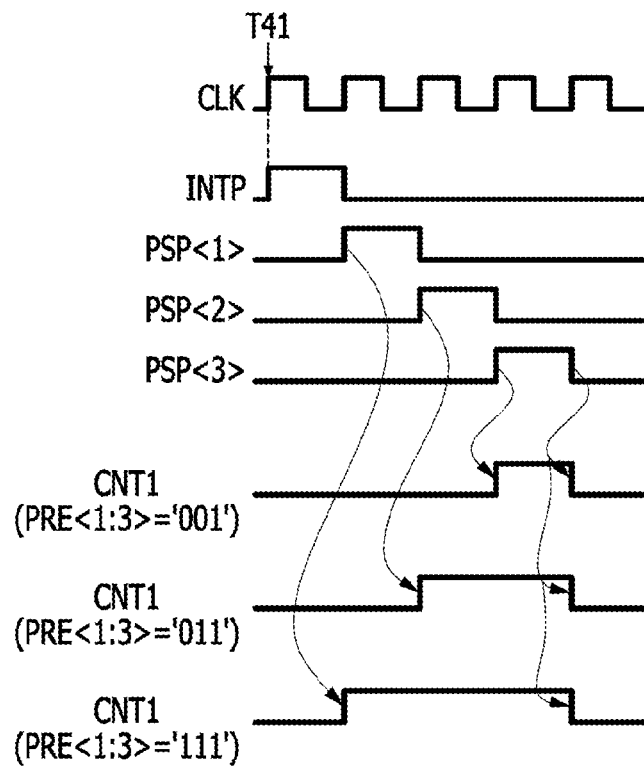 T41
CLK
INTP
PSP<1>
PSP<2>
PSP<3>
CNT1
(PRE<1:3>='001')
CNT1
(PRE<1:3>='011')
CNT1
(PRE<1:3>='111')